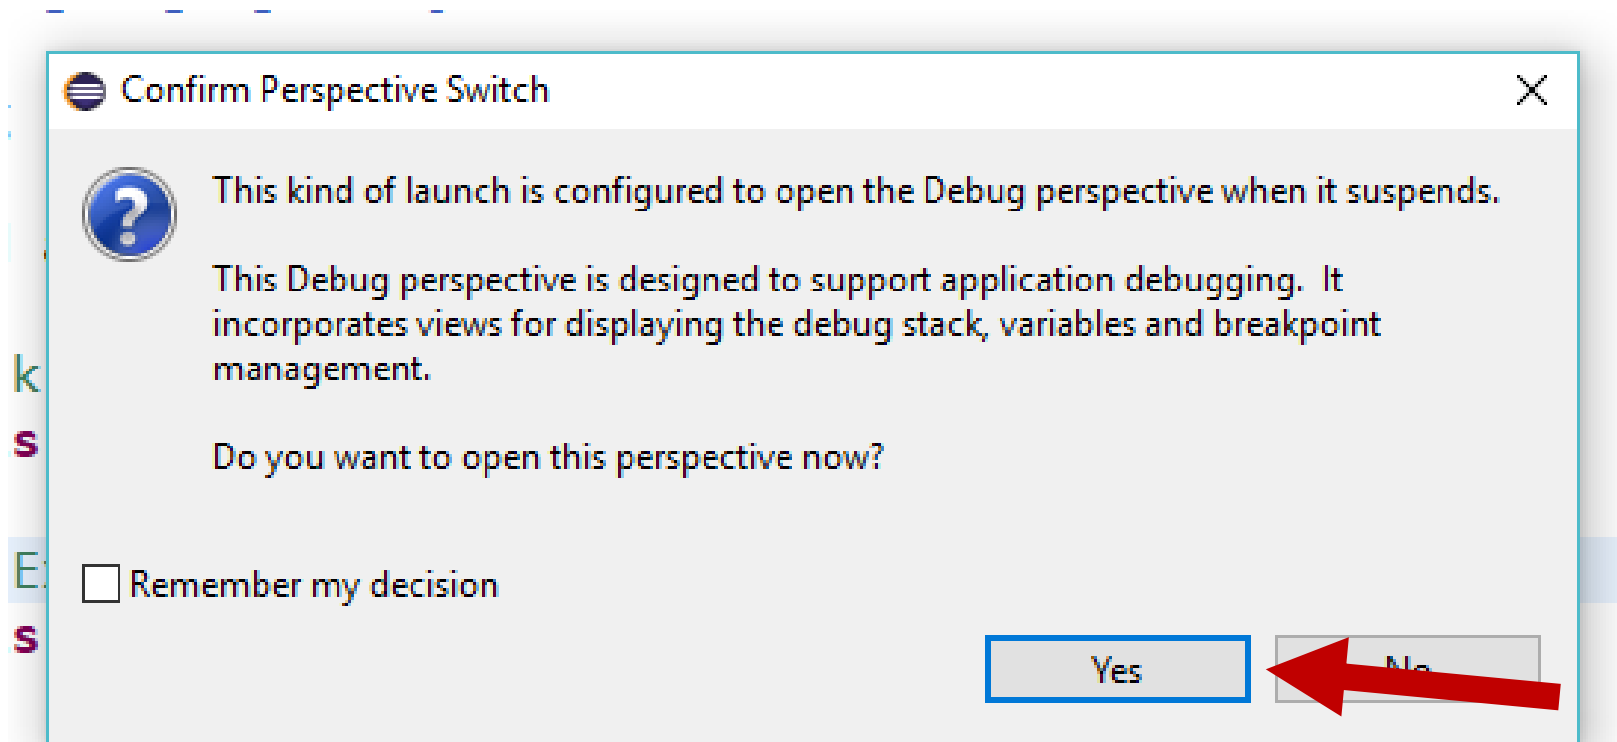 Confirm Perspective Switch
This kind of launch is configured to open the Debug perspective when it suspends.
This Debug perspective is designed to support application debugging. It
incorporates views for displaying the debug stack, variables and breakpoint
management.
Do you want to open this perspective now?
k
s
E
Remember my decision
s
Yes No